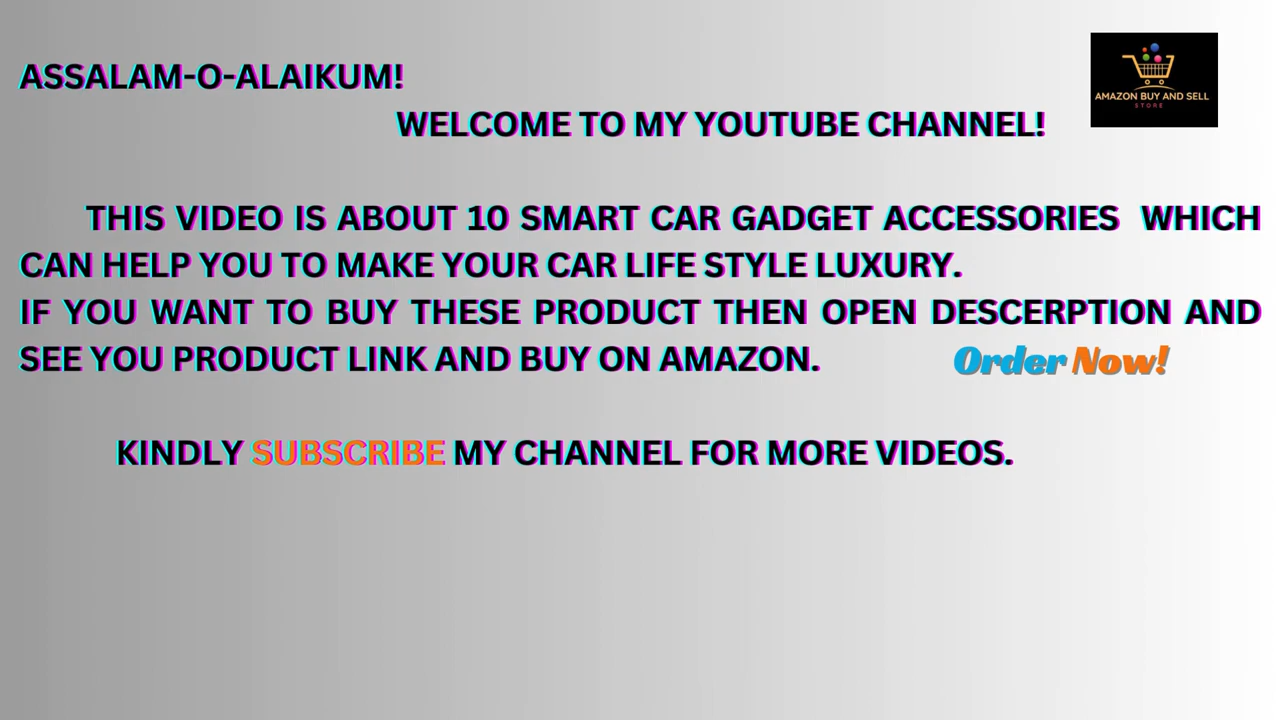 ASSALAM-O-ALAIKUM!
AMAZON BUY AND SELL
STORE
WELCOME TO MY YOUTUBE CHANNEL!
THIS VIDEO IS ABOUT 10 SMART CAR GADGET ACCESSORIES WHICH
CAN HELP YOU TO MAKE YOUR CAR LIFE STYLE LUXURY.
IF YOU WANT TO BUY THESE PRODUCT THEN OPEN DESCERPTION AND
SEE YOU PRODUCT LINK AND BUY ON AMAZON. Order Now!
KINDLY SUBSCRIBE MY CHANNEL FOR MORE VIDEOS.